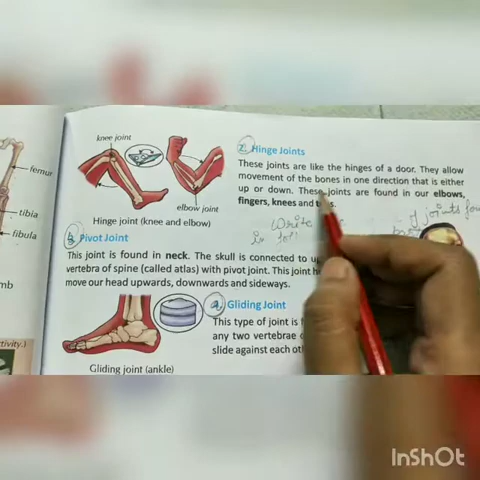 knee joint
femur
tibia
fibula
elbow joint
Hinge joint (knee and elbow)
2. Hinge Joints
These joints are like the hinges of a door. They allow
movement of the bones in one direction that is either
up or down. These joints are found in our elbows,
fingers, knees and
Write
joints
3. Pivot Joint
This joint is found in neck. The skull is connected to
vertebra of spine (called atlas) with pivot joint. This joint
move our head upwards, downwards and sideways.
4. Gliding Joint
This type of joint is
any two vertebrae
slide against each
Gliding joint (ankle)
InShOt